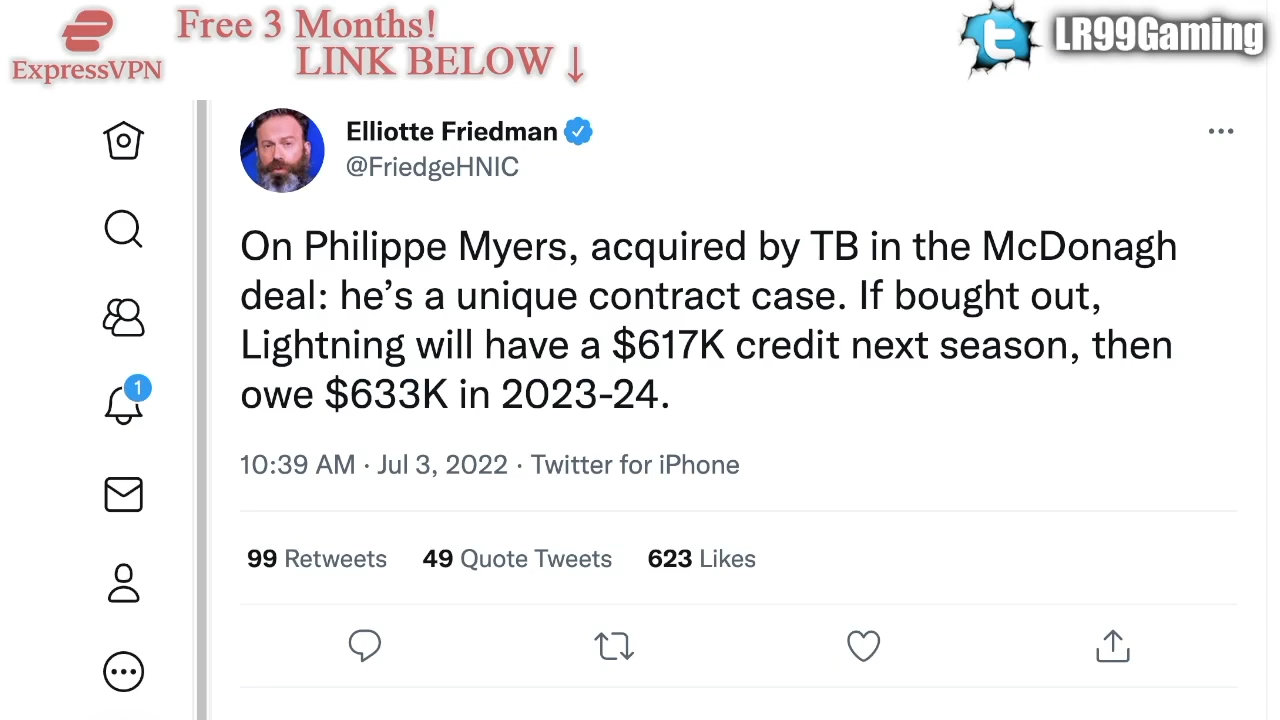 Free 3 Months!
LINK BELOW ↓
ExpressVPN
LR99Gaming
Elliotte Friedman
@FriedgeHNIC
On Philippe Myers, acquired by TB in the McDonagh
deal: he’s a unique contract case. If bought out,
Lightning will have a $617K credit next season, then
owe $633K in 2023-24.
10:39 AM · Jul 3, 2022 · Twitter for iPhone
99 Retweets 49 Quote Tweets 623 Likes
1